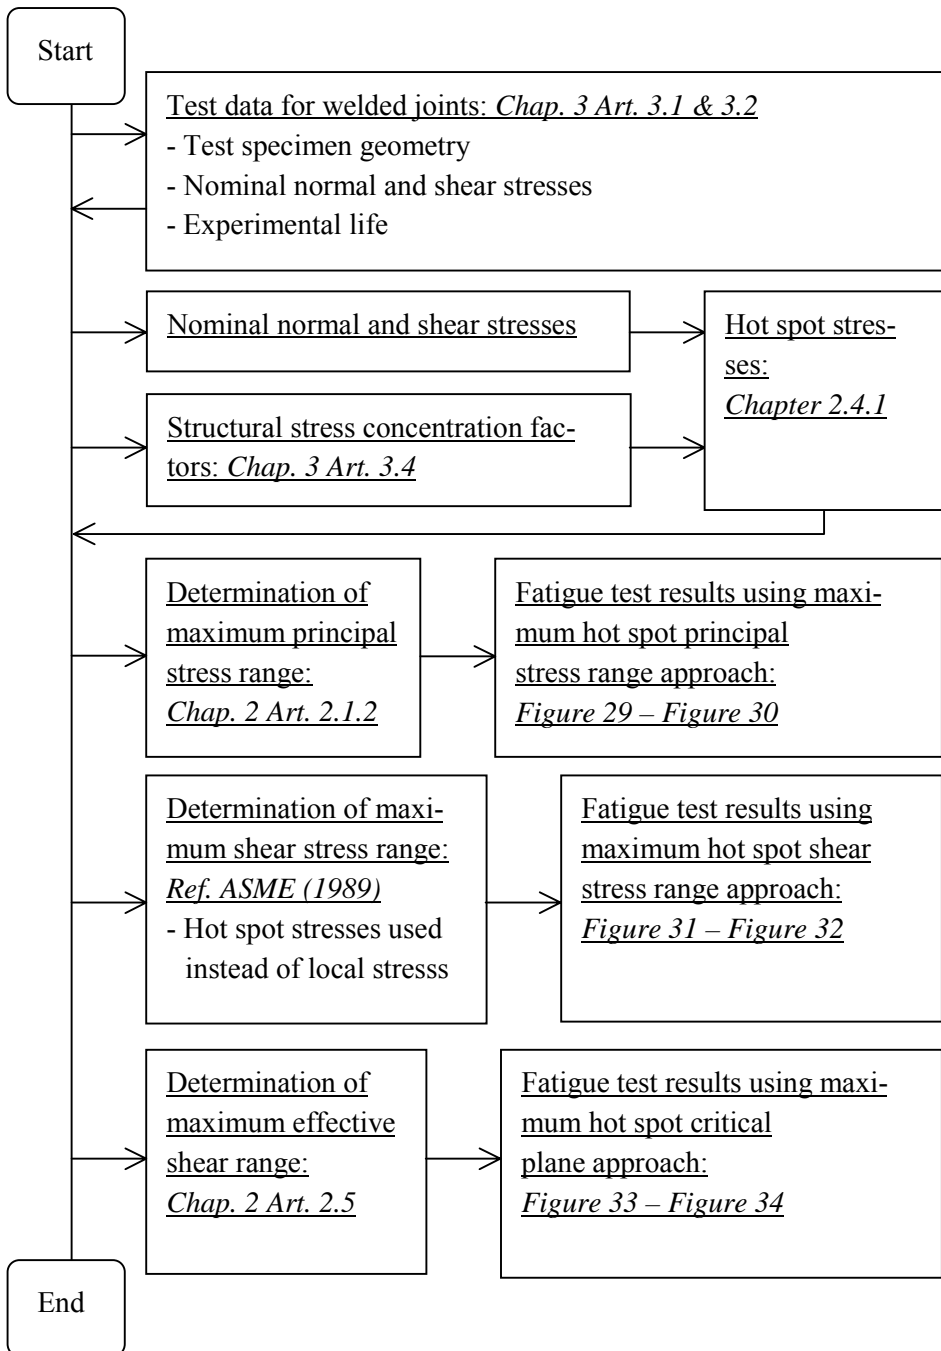 Start
Test data for welded joints: Chap. 3 Art. 3.1 & 3.2
- Test specimen geometry
- Nominal normal and shear stresses
- Experimental life
Nominal normal and shear stresses
Hot spot stres-
ses:
Chapter 2.4.1
Structural stress concentration fac-
tors: Chap. 3 Art. 3.4
Determination of
maximum principal
stress range:
Chap. 2 Art. 2.1.2
Fatigue test results using maxi-
mum hot spot principal
stress range approach:
Figure 29 – Figure 30
Determination of maxi-
mum shear stress range:
Ref. ASME (1989)
- Hot spot stresses used
instead of local stresss
Fatigue test results using
maximum hot spot shear
stress range approach:
Figure 31 – Figure 32
Determination of
maximum effective
shear range:
Chap. 2 Art. 2.5
Fatigue test results using maxi-
mum hot spot critical
plane approach:
Figure 33 – Figure 34
End